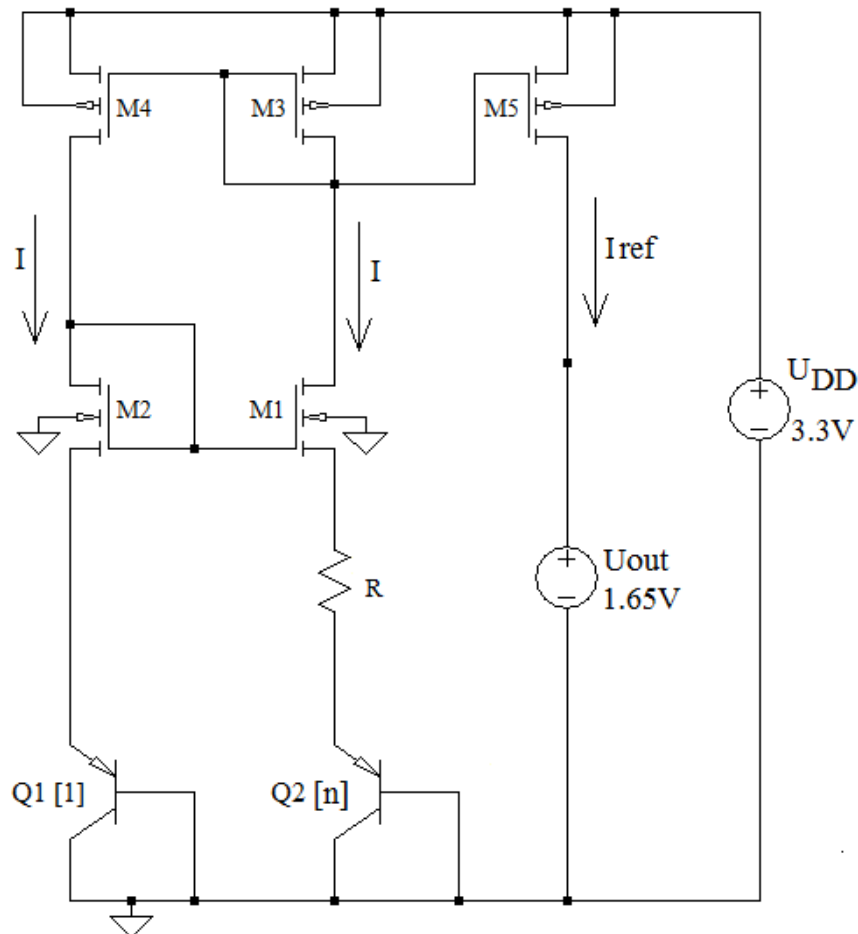 M4
M3
M5
I
I
Iref
M2
M1
UDD
3.3V
Uout
1.65V
R
Q1 [1]
Q2 [n]